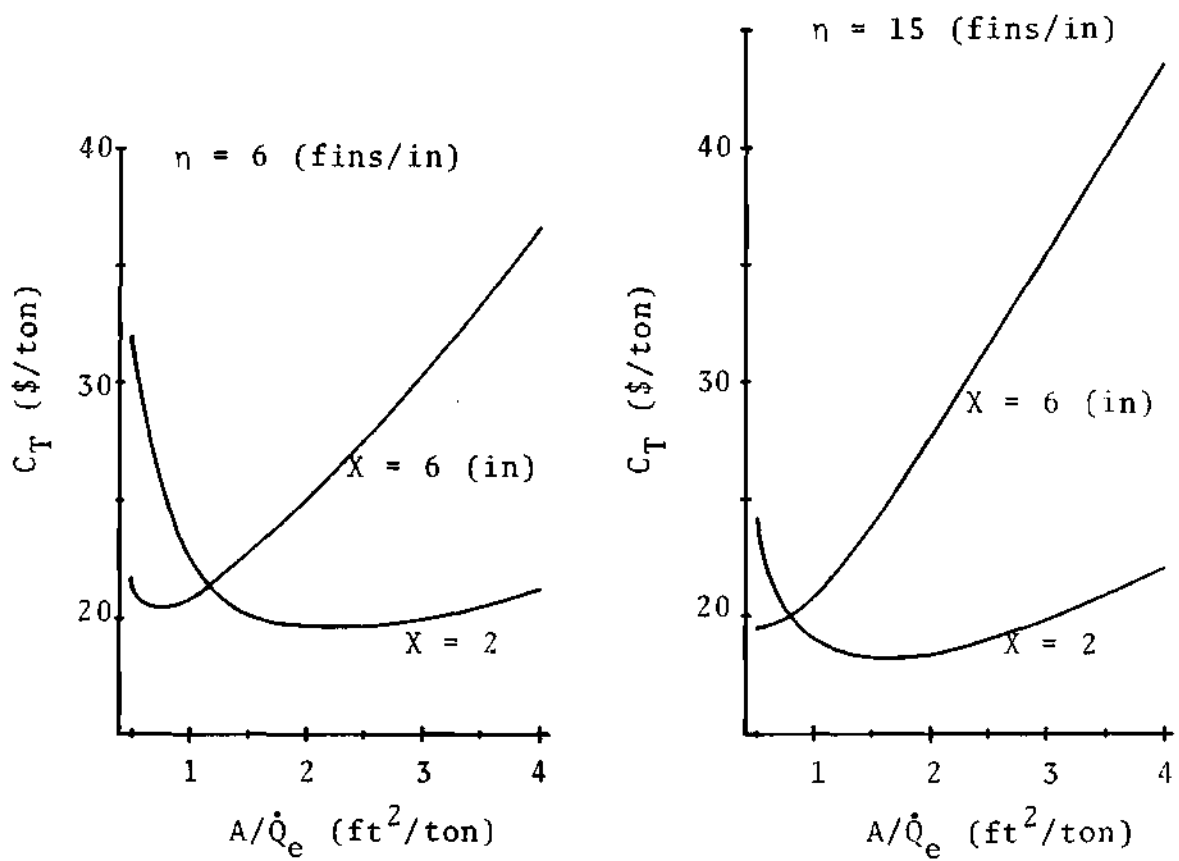 η = 6 (fins/in)
40
30
20
C_T ($/ton)
X = 6 (in)
X = 2
1 2 3 4
A/Q̇_e (ft²/ton)
η = 15 (fins/in)
40
30
20
C_T ($/ton)
X = 6 (in)
X = 2
1 2 3 4
A/Q̇_e (ft²/ton)